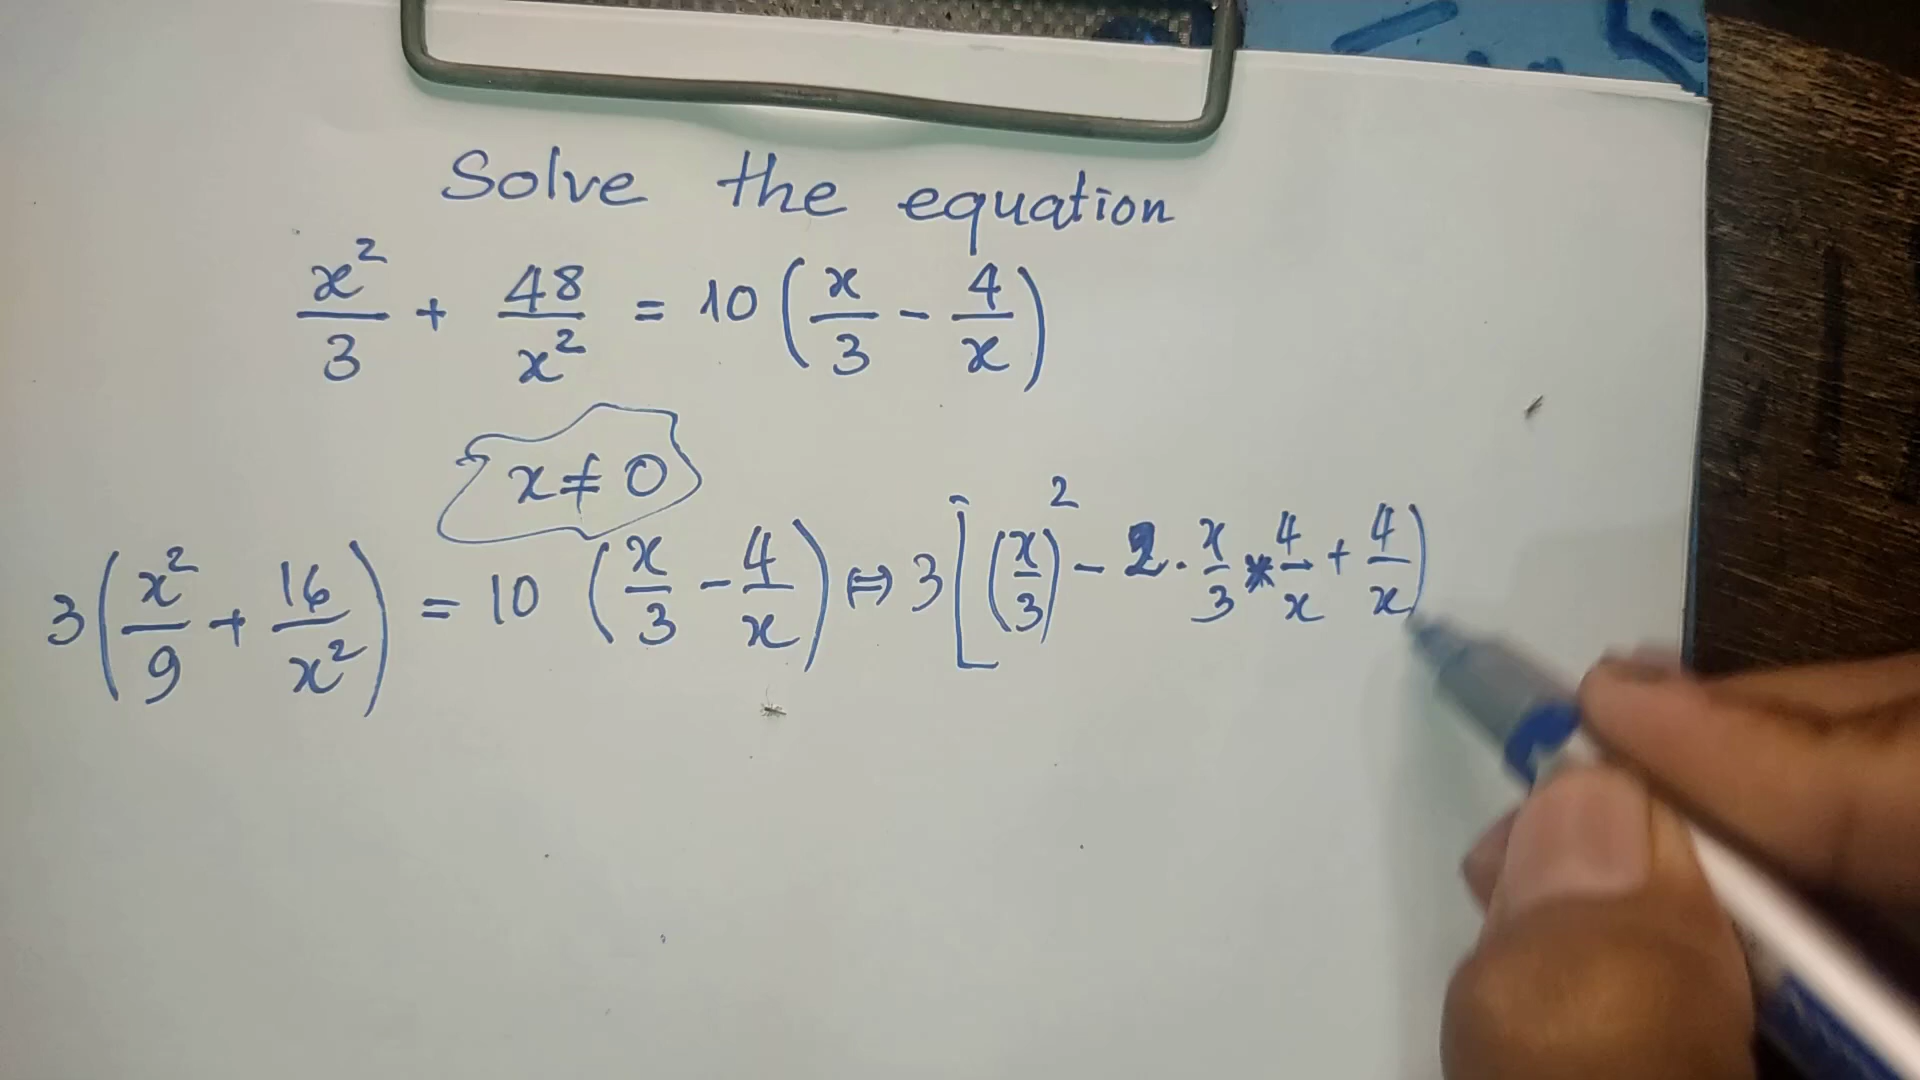 Solve the equation
x²/3 + 48/x² = 10 (x/3 - 4/x)
x ≠ 0
3 (x²/9 + 16/x²) = 10 (x/3 - 4/x) ⇔ 3 [(x/3)² - 2 · x/3 * 4/x + 4/x)